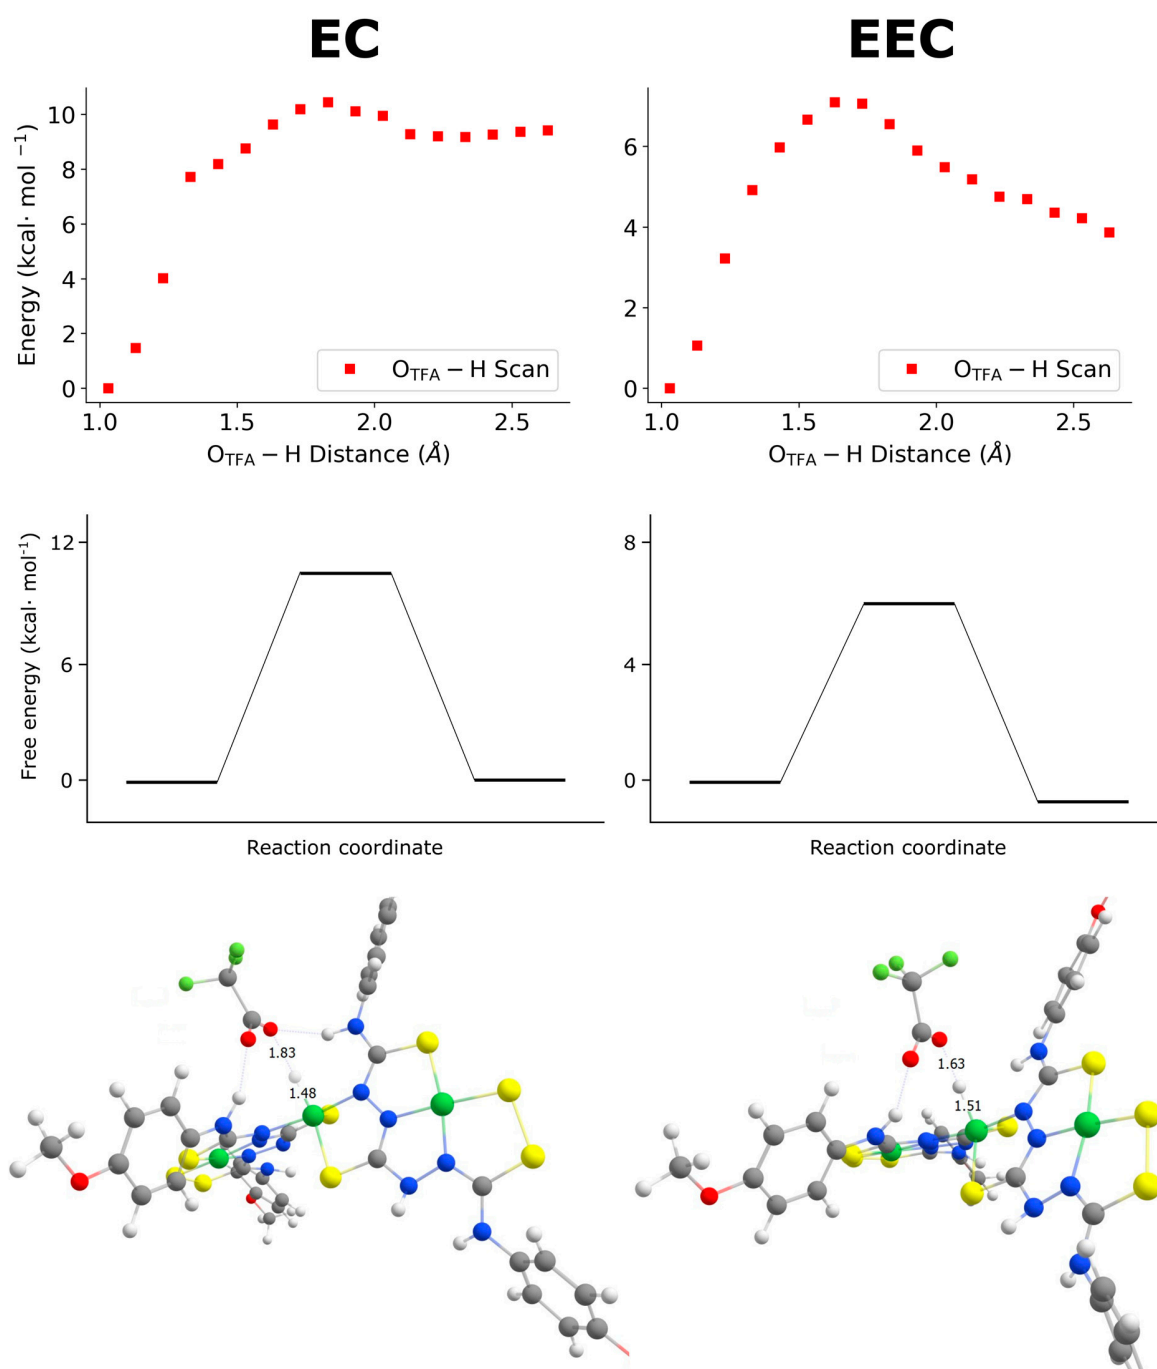 EC
EEC
Energy (kcal· mol ⁻¹)
10
8
6
4
2
0
O_TFA − H Scan
1.0 1.5 2.0 2.5
O_TFA − H Distance (Å)
6
4
2
0
O_TFA − H Scan
1.0 1.5 2.0 2.5
O_TFA − H Distance (Å)
Free energy (kcal· mol⁻¹)
12
6
0
Reaction coordinate
8
4
0
Reaction coordinate
1.83
1.48
1.63
1.51